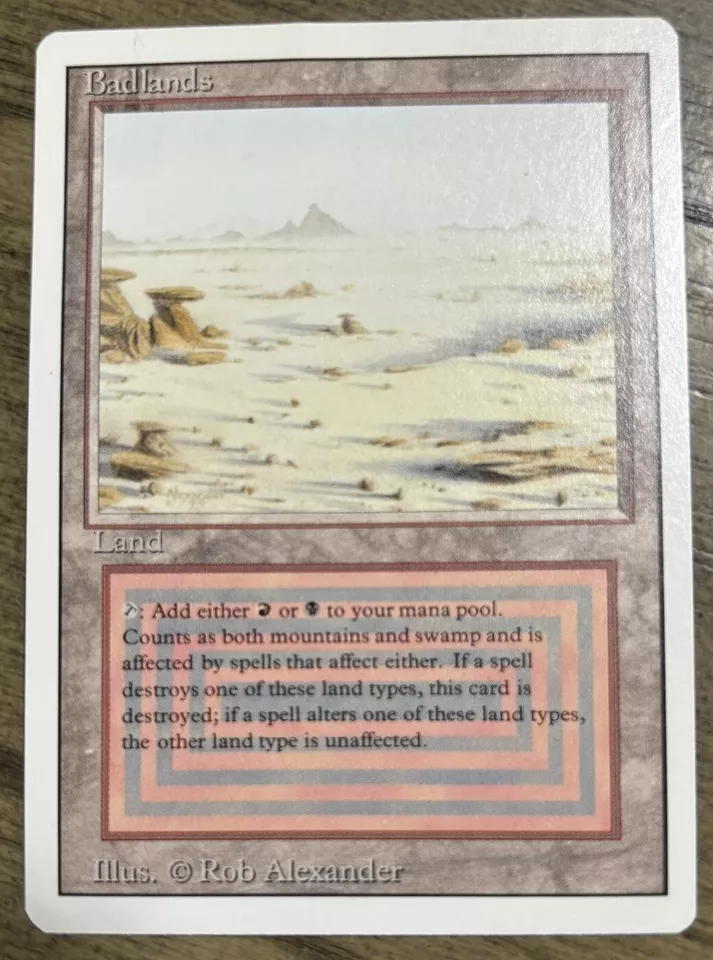 Badlands
Land
T: Add either or to your mana pool.
Counts as both mountains and swamp and is
affected by spells that affect either. If a spell
destroys one of these land types, this card is
destroyed; if a spell alters one of these land types,
the other land type is unaffected.
Illus. © Rob Alexander